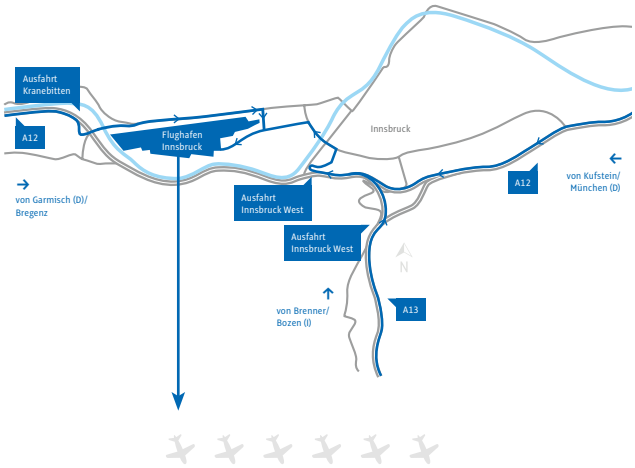 Ausfahrt
Kranebitten
A12
Flughafen
Innsbruck
Innsbruck
von Garmisch (D)/
Bregenz
A12
von Kufstein/
München (D)
Ausfahrt
Innsbruck West
Ausfahrt
Innsbruck West
N
von Brenner/
Bozen (I)
A13